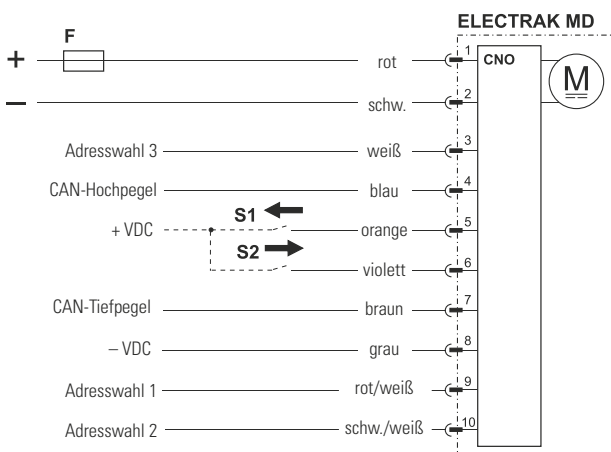 ELECTRAK MD
F
+ rot 1 CNO M
– schw. 2
Adresswahl 3 weiß 3
CAN-Hochpegel blau 4
S1
+ VDC orange 5
S2
violett 6
CAN-Tiefpegel braun 7
– VDC grau 8
Adresswahl 1 rot/weiß 9
Adresswahl 2 schw./weiß 10